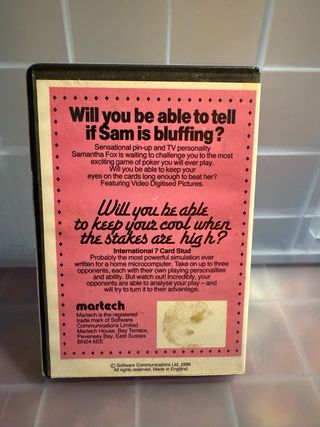 Will you be able to tell
if Sam is bluffing?
Sensational pin-up and TV personality
Samantha Fox is waiting to challenge you to the most
exciting game of poker you will ever play.
Will you be able to keep your
eyes on the cards long enough to beat her?
Featuring Video Digitised Pictures.
Will you be able
to keep your cool when
the stakes are high?
International 7 Card Stud
Probably the most powerful simulation ever
written for a home microcomputer. Take on up to three
opponents, each with their own playing personalities
and ability. But watch out! Incredibly, your
opponents are able to analyse your play – and
will try to turn it to their advantage.
martech
Martech is the registered
trade mark of Software
Communications Limited
Martech House, Bay Terrace,
Pevensey Bay, East Sussex
BN24 6EE
© Software Communications Ltd. 1986
All rights reserved. Made in England